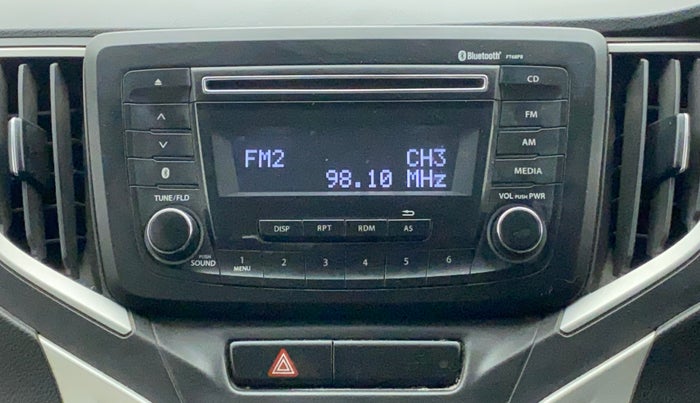 Bluetooth PY68P0
CD
FM
AM
MEDIA
FM2 CH3
98.10 MHz
TUNE/FLD
VOL PUSH PWR
DISP RPT RDM AS
PUSH
SOUND
1 2 3 4 5 6
MENU